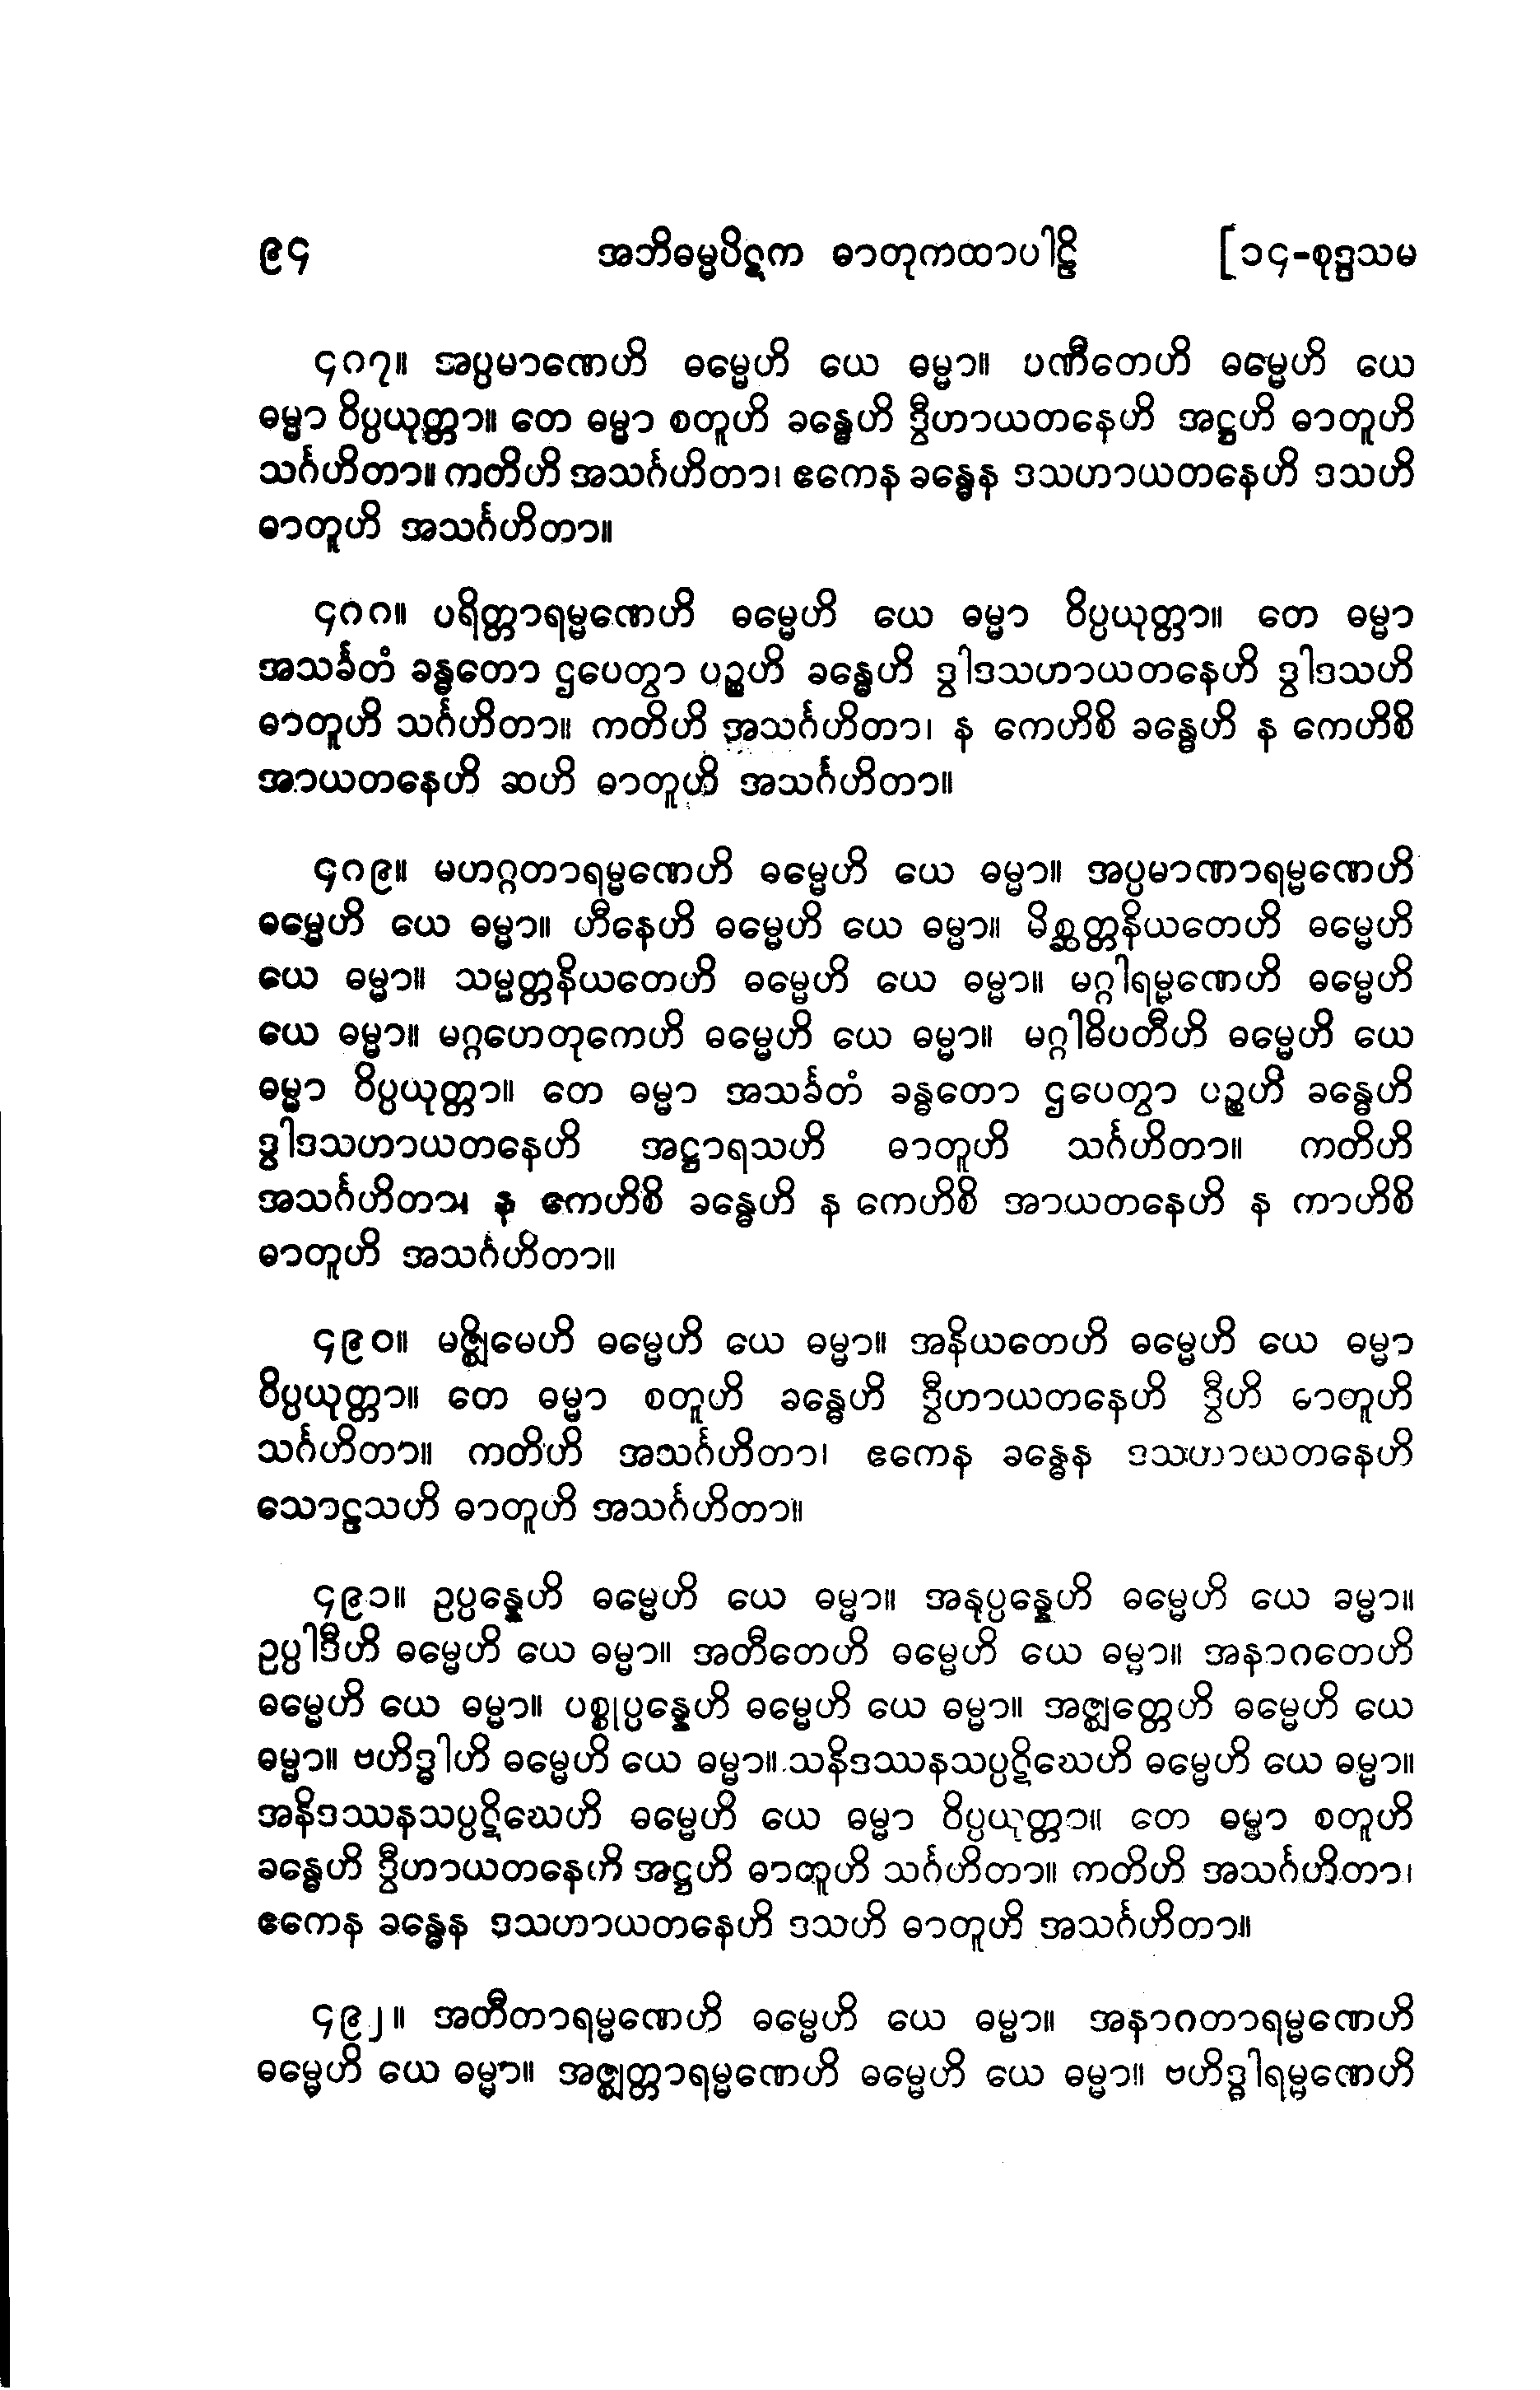 ၉၄ အဘိဓမ္မပိဋက ဓာတုကထာပါဠိ [၁၄-စုဒ္ဒသမ
၄၈၇။ အပ္ပမာဏေဟိ ဓမ္မေဟိ ယေ ဓမ္မာ။ ပဏီတေဟိ ဓမ္မေဟိ ယေ
ဓမ္မာ ဝိပ္ပယုတ္တာ။ တေ ဓမ္မာ စတူဟိ ခန္ဓေဟိ ဒွီဟာယတနေဟိ အဋ္ဌဟိ ဓာတူဟိ
သင်္ဂဟိတာ။ ကတိဟိ အသင်္ဂဟိတာ၊ ဧကေန ခန္ဓေန ဒသဟာယတနေဟိ ဒသဟိ
ဓာတူဟိ အသင်္ဂဟိတာ။
၄၈၈။ ပရိတ္တာရမ္မဏေဟိ ဓမ္မေဟိ ယေ ဓမ္မာ ဝိပ္ပယုတ္တာ။ တေ ဓမ္မာ
အသင်္ခတံ ခန္ဓတော ဌပေတွာ ပဉ္စဟိ ခန္ဓေဟိ ဒွါဒသဟာယတနေဟိ ဒွါဒသဟိ
ဓာတူဟိ သင်္ဂဟိတာ။ ကတိဟိ အသင်္ဂဟိတာ၊ န ကေဟိစိ ခန္ဓေဟိ န ကေဟိစိ
အာယတနေဟိ ဆဟိ ဓာတူဟိ အသင်္ဂဟိတာ။
၄၈၉။ မဟဂ္ဂတာရမ္မဏေဟိ ဓမ္မေဟိ ယေ ဓမ္မာ။ အပ္ပမာဏာရမ္မဏေဟိ
ဓမ္မေဟိ ယေ ဓမ္မာ။ ဟီနေဟိ ဓမ္မေဟိ ယေ ဓမ္မာ။ မိစ္ဆတ္တနိယတေဟိ ဓမ္မေဟိ
ယေ ဓမ္မာ။ သမ္မတ္တနိယတေဟိ ဓမ္မေဟိ ယေ ဓမ္မာ။ မဂ္ဂါရမ္မဏေဟိ ဓမ္မေဟိ
ယေ ဓမ္မာ။ မဂ္ဂဟေတုကေဟိ ဓမ္မေဟိ ယေ ဓမ္မာ။ မဂ္ဂါဓိပတီဟိ ဓမ္မေဟိ ယေ
ဓမ္မာ ဝိပ္ပယုတ္တာ။ တေ ဓမ္မာ အသင်္ခတံ ခန္ဓတော ဌပေတွာ ပဉ္စဟိ ခန္ဓေဟိ
ဒွါဒသဟာယတနေဟိ အဋ္ဌာရသဟိ ဓာတူဟိ သင်္ဂဟိတာ။ ကတိဟိ
အသင်္ဂဟိတာ၊ န ကေဟိစိ ခန္ဓေဟိ န ကေဟိစိ အာယတနေဟိ န ကာဟိစိ
ဓာတူဟိ အသင်္ဂဟိတာ။
၄၉၀။ မဇ္ဈိမေဟိ ဓမ္မေဟိ ယေ ဓမ္မာ။ အနိယတေဟိ ဓမ္မေဟိ ယေ ဓမ္မာ
ဝိပ္ပယုတ္တာ။ တေ ဓမ္မာ စတူဟိ ခန္ဓေဟိ ဒွီဟာယတနေဟိ ဒွီဟိ ဓာတူဟိ
သင်္ဂဟိတာ။ ကတိဟိ အသင်္ဂဟိတာ၊ ဧကေန ခန္ဓေန ဒသဟာယတနေဟိ
သောဠသဟိ ဓာတူဟိ အသင်္ဂဟိတာ။
၄၉၁။ ဥပ္ပန္နေဟိ ဓမ္မေဟိ ယေ ဓမ္မာ။ အနုပ္ပန္နေဟိ ဓမ္မေဟိ ယေ ဓမ္မာ။
ဥပ္ပါဒီဟိ ဓမ္မေဟိ ယေ ဓမ္မာ။ အတီတေဟိ ဓမ္မေဟိ ယေ ဓမ္မာ။ အနာဂတေဟိ
ဓမ္မေဟိ ယေ ဓမ္မာ။ ပစ္စုပ္ပန္နေဟိ ဓမ္မေဟိ ယေ ဓမ္မာ။ အဇ္ဈတ္တေဟိ ဓမ္မေဟိ ယေ
ဓမ္မာ။ ဗဟိဒ္ဓါဟိ ဓမ္မေဟိ ယေ ဓမ္မာ။ သနိဒဿနသပ္ပဋိဃေဟိ ဓမ္မေဟိ ယေ ဓမ္မာ။
အနိဒဿနသပ္ပဋိဃေဟိ ဓမ္မေဟိ ယေ ဓမ္မာ ဝိပ္ပယုတ္တာ။ တေ ဓမ္မာ စတူဟိ
ခန္ဓေဟိ ဒွီဟာယတနေဟိ အဋ္ဌဟိ ဓာတူဟိ သင်္ဂဟိတာ။ ကတိဟိ အသင်္ဂဟိတာ၊
ဧကေန ခန္ဓေန ဒသဟာယတနေဟိ ဒသဟိ ဓာတူဟိ အသင်္ဂဟိတာ။
၄၉၂။ အတီတာရမ္မဏေဟိ ဓမ္မေဟိ ယေ ဓမ္မာ။ အနာဂတာရမ္မဏေဟိ
ဓမ္မေဟိ ယေ ဓမ္မာ။ အဇ္ဈတ္တာရမ္မဏေဟိ ဓမ္မေဟိ ယေ ဓမ္မာ။ ဗဟိဒ္ဓါရမ္မဏေဟိ